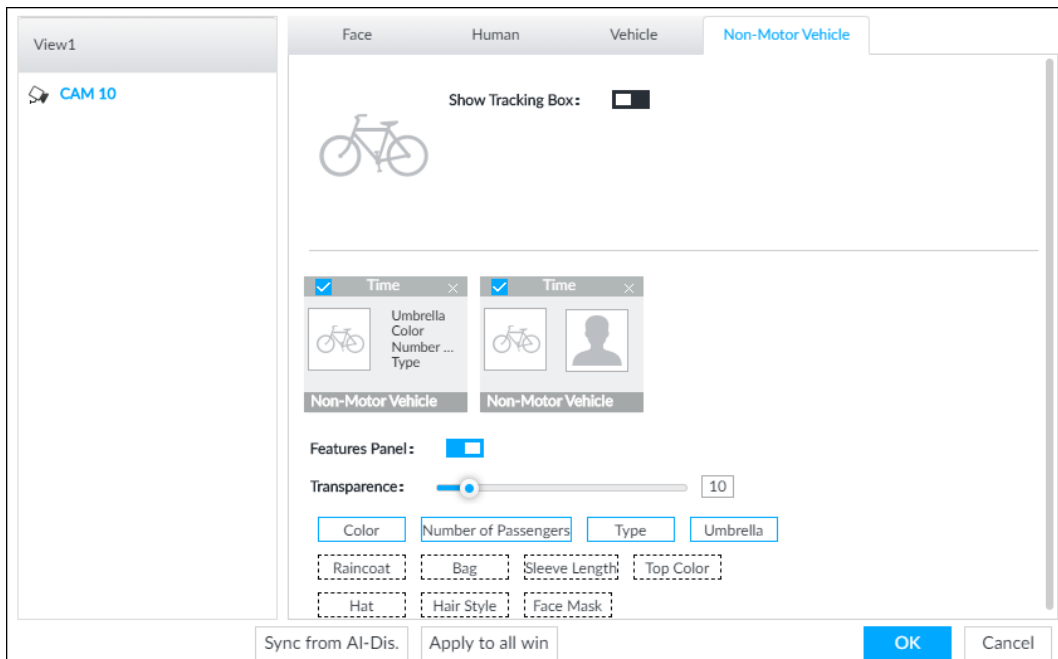 View1
CAM 10
Face Human Vehicle Non-Motor Vehicle
Show Tracking Box:
Time × Time ×
Umbrella
Color
Number ...
Type
Non-Motor Vehicle Non-Motor Vehicle
Features Panel:
Transparence: 10
Color Number of Passengers Type Umbrella
Raincoat Bag Sleeve Length Top Color
Hat Hair Style Face Mask
Sync from AI-Dis. Apply to all win OK Cancel